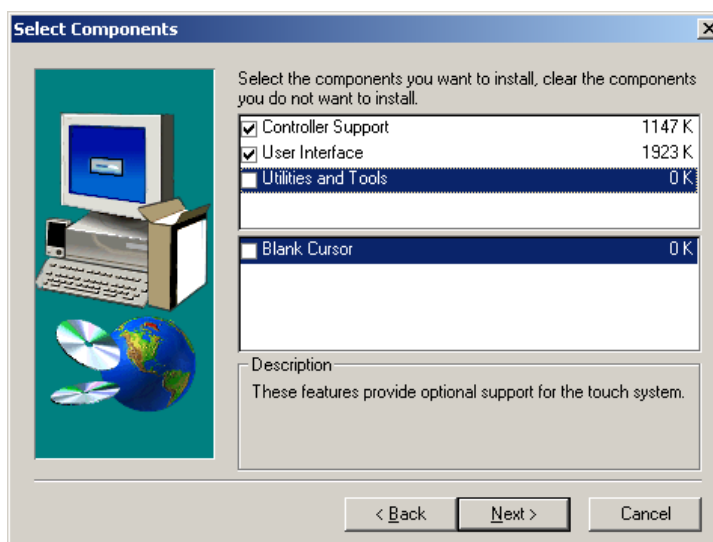 Select Components
Select the components you want to install, clear the components
you do not want to install.
Controller Support 1147 K
User Interface 1923 K
Utilities and Tools 0 K
Blank Cursor 0 K
Description
These features provide optional support for the touch system.
< Back Next > Cancel